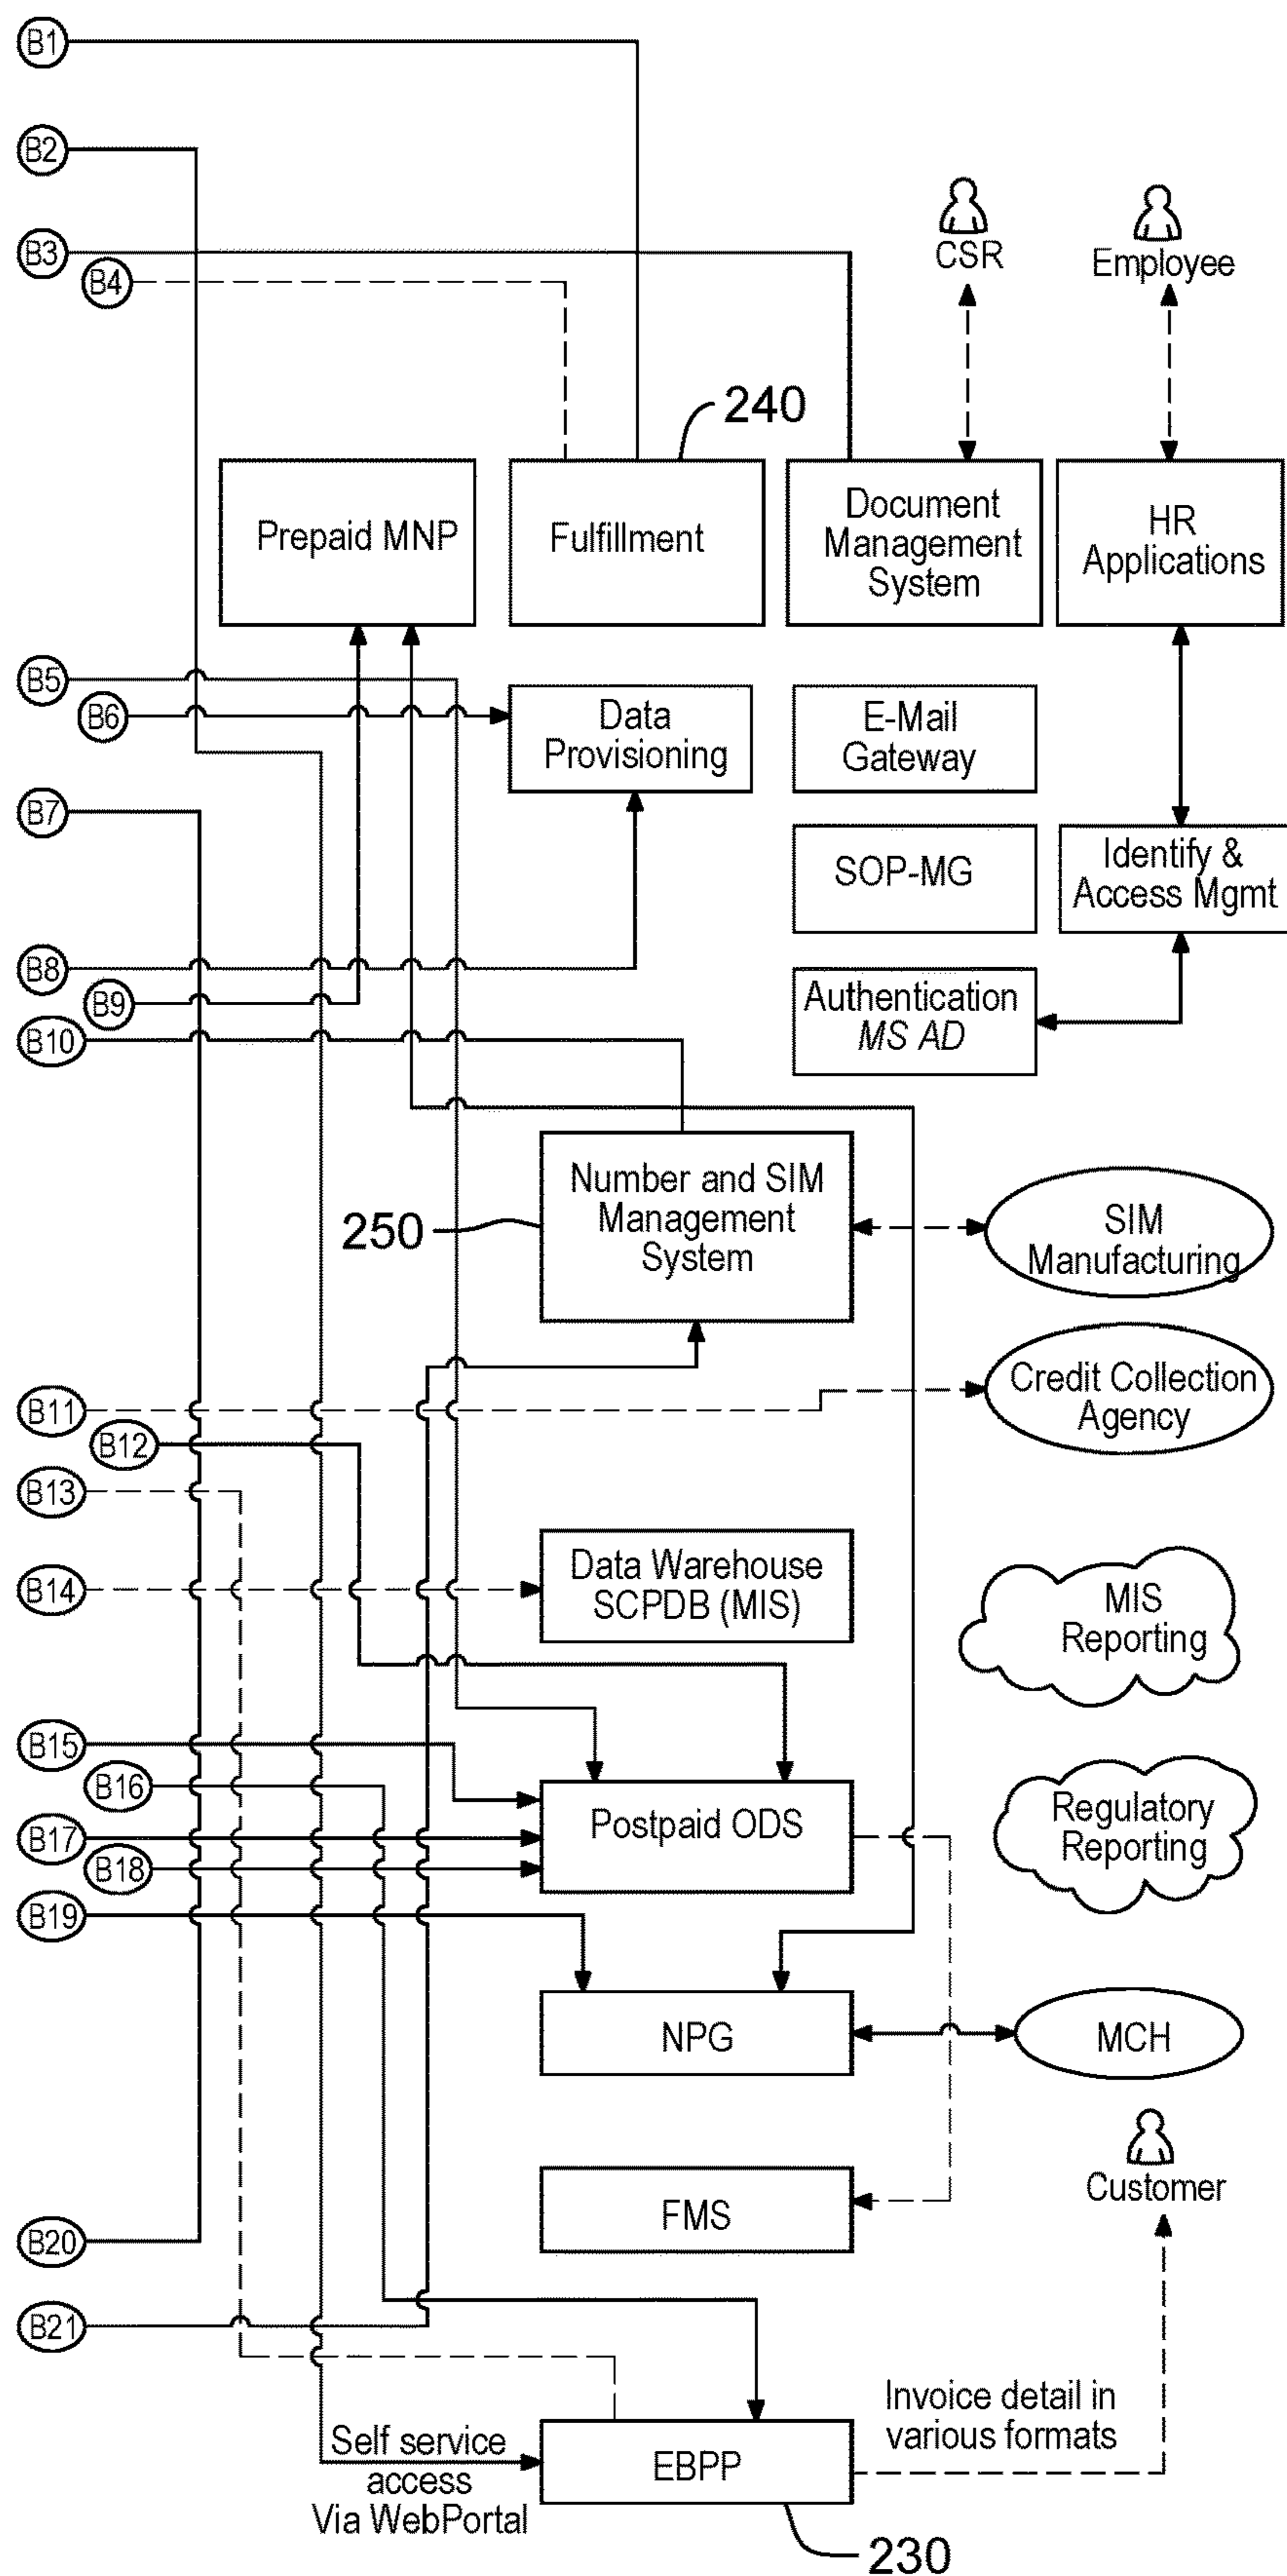 B1
B2
B3
B4
CSR
Employee
240
Prepaid MNP
Fulfillment
Document
Management
System
HR
Applications
B5
B6
Data
Provisioning
E-Mail
Gateway
B7
SOP-MG
Identify &
Access Mgmt
B8
B9
Authentication
MS AD
B10
250
Number and SIM
Management
System
SIM
Manufacturing
B11
Credit Collection
Agency
B12
B13
B14
Data Warehouse
SCPDB (MIS)
MIS
Reporting
B15
B16
B17
B18
Postpaid ODS
Regulatory
Reporting
B19
NPG
MCH
Customer
FMS
B20
B21
Self service
access
Via WebPortal
EBPP
Invoice detail in
various formats
230